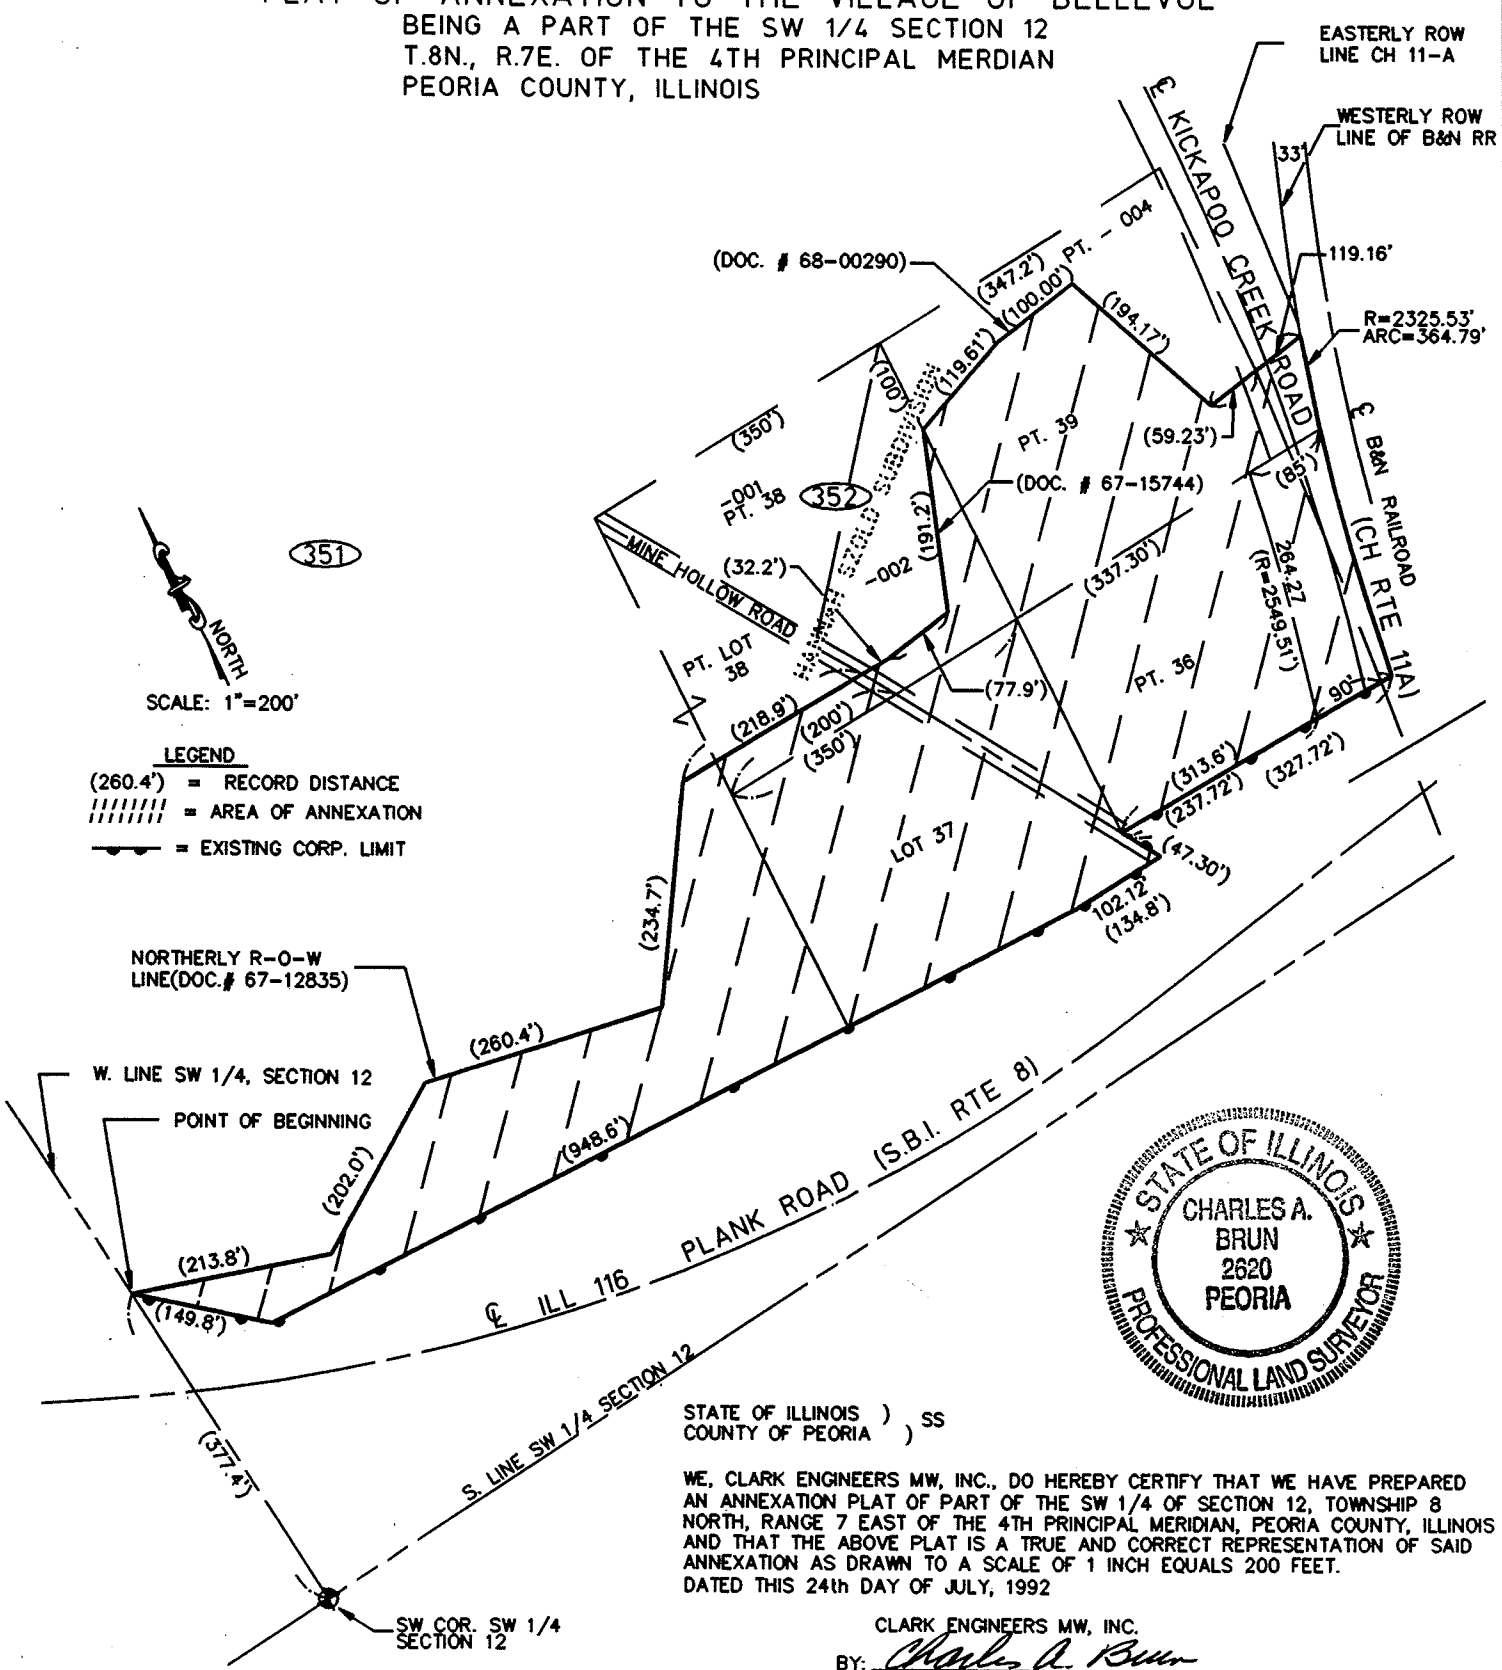 PLAT OF ANNEXATION TO THE VILLAGE OF BELLEVUE
BEING A PART OF THE SW 1/4 SECTION 12
T.8N., R.7E. OF THE 4TH PRINCIPAL MERDIAN
PEORIA COUNTY, ILLINOIS
EASTERLY ROW
LINE CH 11-A
WESTERLY ROW
LINE OF B&N RR
33'
℄ KICKAPOO CREEK ROAD
(DOC. # 68-00290)
(347.2')
PT. - 004
(100.00')
119.16'
(194.17')
R=2325.53'
ARC=364.79'
(119.61')
(100')
(350')
PT. 39
(59.23')
℄ B&N RAILROAD
(CH RTE 11A)
(85')
-001
PT. 38
352
SZOLD SUBDIVISION
(DOC. # 67-15744)
(191.2')
351
MINE HOLLOW ROAD
(32.2')
-002
(337.30')
264.27
(R=2549.51')
NORTH
PT. LOT
38
PT. 36
(77.9')
90'
SCALE: 1"=200'
(218.9')
(200')
(350')
(313.6')
(237.72')
(327.72')
LEGEND
(260.4') = RECORD DISTANCE
= AREA OF ANNEXATION
= EXISTING CORP. LIMIT
LOT 37
(47.30')
102.12'
(134.8')
(234.7')
NORTHERLY R-O-W
LINE(DOC.# 67-12835)
(260.4')
W. LINE SW 1/4, SECTION 12
POINT OF BEGINNING
(948.6')
(202.0')
(213.8')
(149.8')
℄ ILL 116 PLANK ROAD (S.B.I. RTE 8)
STATE OF ILLINOIS
CHARLES A.
BRUN
2620
PEORIA
PROFESSIONAL LAND SURVEYOR
(377.4')
S. LINE SW 1/4 SECTION 12
STATE OF ILLINOIS ) SS
COUNTY OF PEORIA )
WE, CLARK ENGINEERS MW, INC., DO HEREBY CERTIFY THAT WE HAVE PREPARED
AN ANNEXATION PLAT OF PART OF THE SW 1/4 OF SECTION 12, TOWNSHIP 8
NORTH, RANGE 7 EAST OF THE 4TH PRINCIPAL MERIDIAN, PEORIA COUNTY, ILLINOIS
AND THAT THE ABOVE PLAT IS A TRUE AND CORRECT REPRESENTATION OF SAID
ANNEXATION AS DRAWN TO A SCALE OF 1 INCH EQUALS 200 FEET.
DATED THIS 24th DAY OF JULY, 1992
SW COR. SW 1/4
SECTION 12
CLARK ENGINEERS MW, INC.
BY: Charles A. Brun